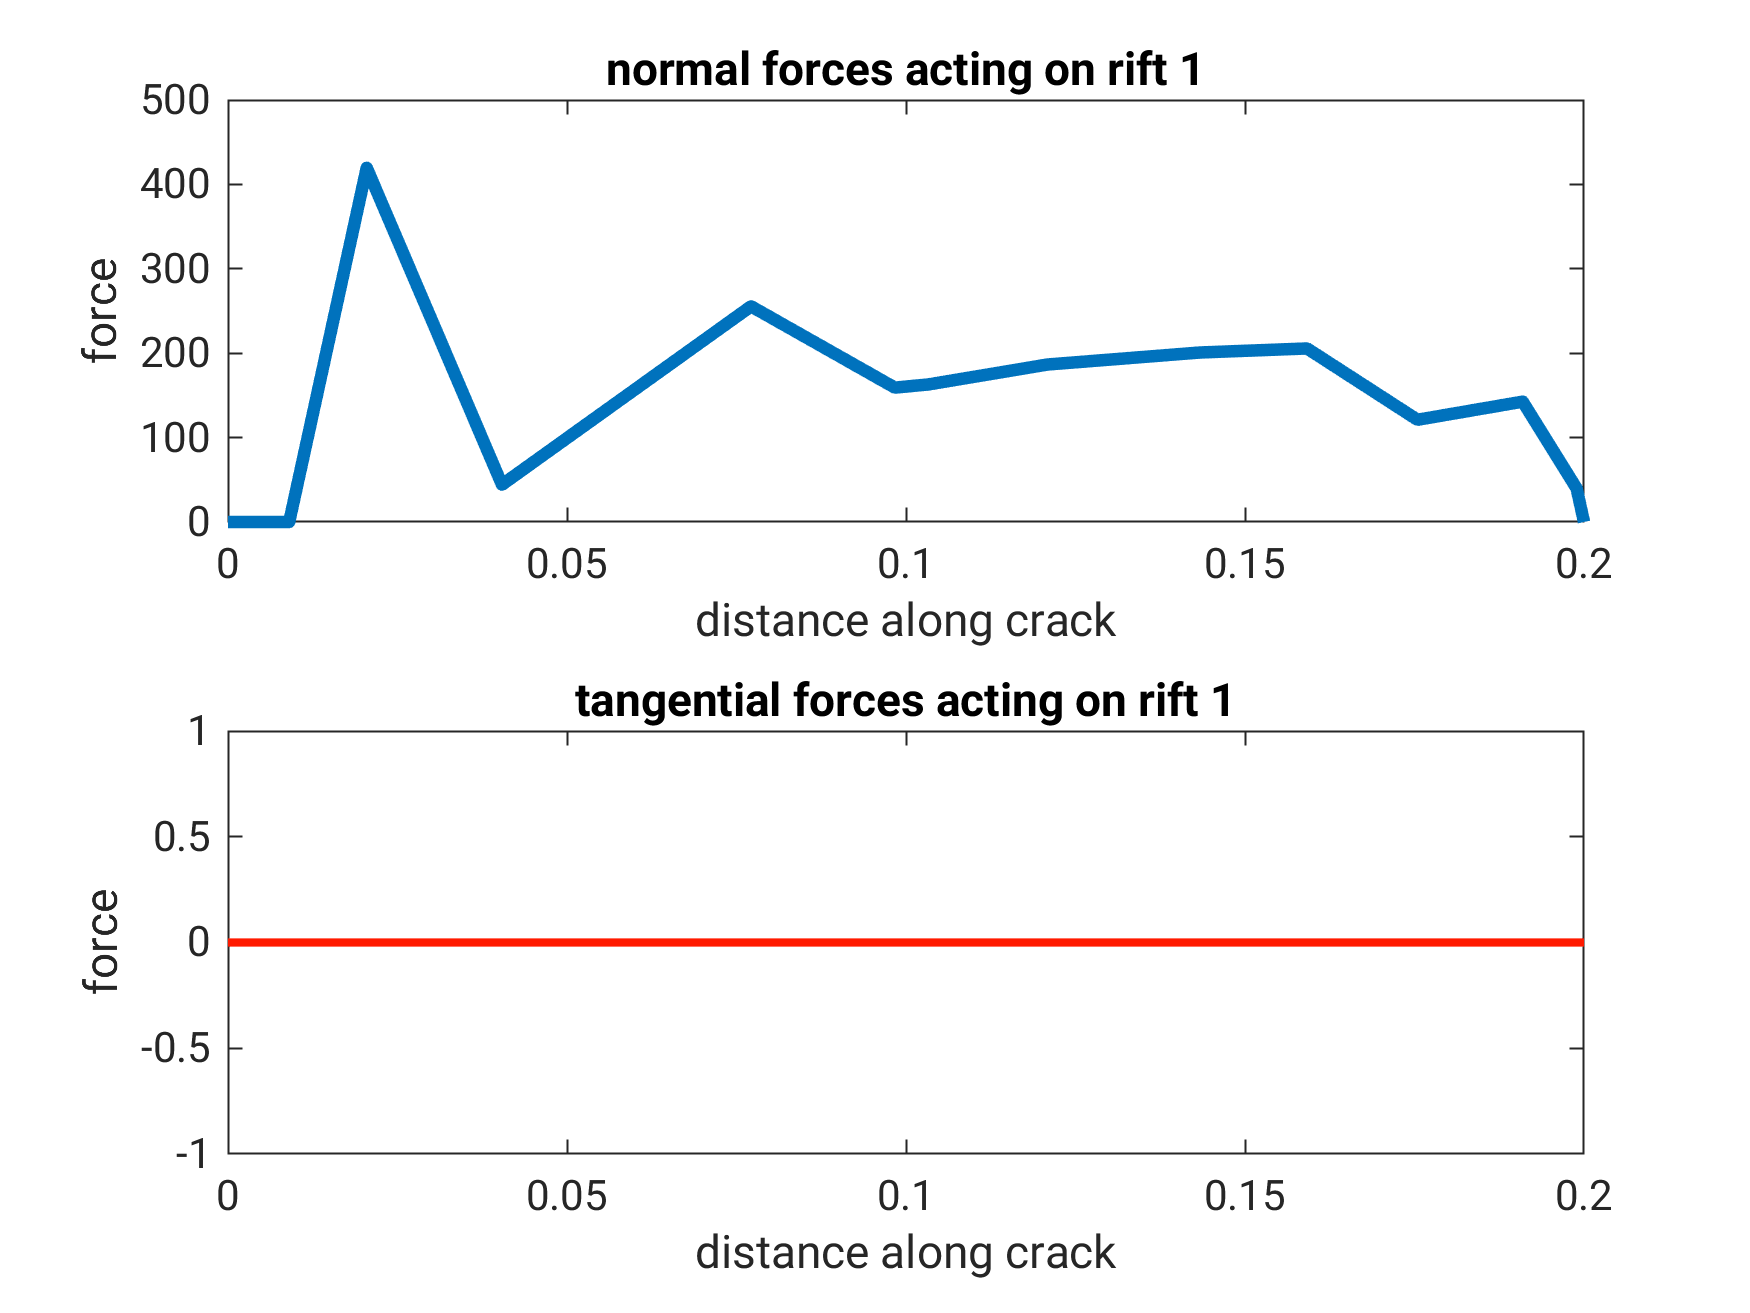 normal forces acting on rift 1
500
400
300
200
100
0
force
0 0.05 0.1 0.15 0.2
distance along crack
tangential forces acting on rift 1
1
0.5
0
-0.5
-1
force
0 0.05 0.1 0.15 0.2
distance along crack